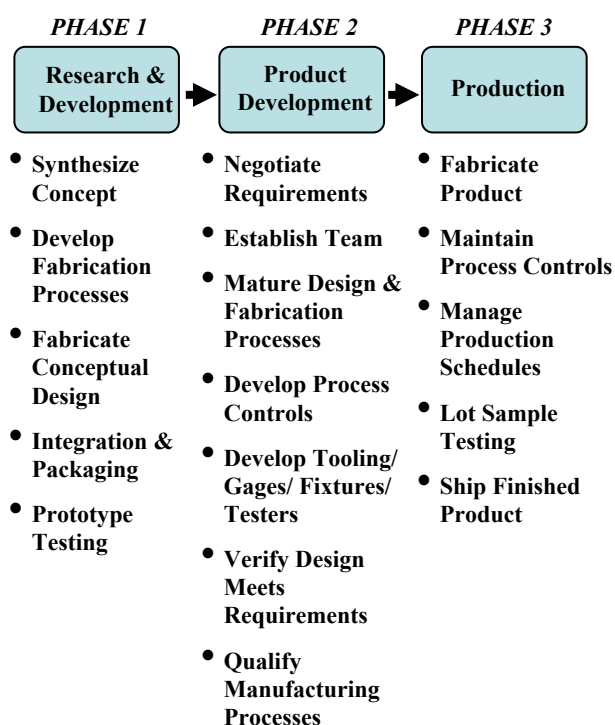 PHASE 1
Research &
Development
• Synthesize
Concept
• Develop
Fabrication
Processes
• Fabricate
Conceptual
Design
• Integration &
Packaging
• Prototype
Testing
PHASE 2
Product
Development
• Negotiate
Requirements
• Establish Team
• Mature Design &
Fabrication
Processes
• Develop Process
Controls
• Develop Tooling/
Gages/ Fixtures/
Testers
• Verify Design
Meets
Requirements
• Qualify
Manufacturing
Processes
PHASE 3
Production
• Fabricate
Product
• Maintain
Process Controls
• Manage
Production
Schedules
• Lot Sample
Testing
• Ship Finished
Product